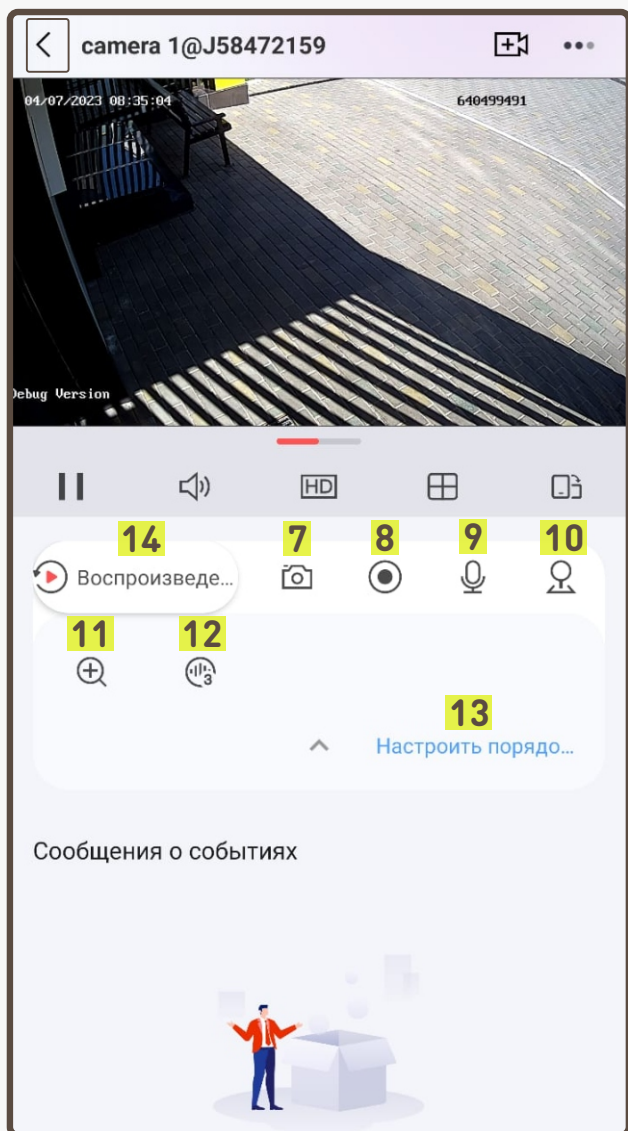 camera 1@J58472159
04/07/2023 08:35:04 640499491
Debug Version
HD
14 7 8 9 10
Воспроизведе...
11 12
3
13
Настроить порядо...
Сообщения о событиях